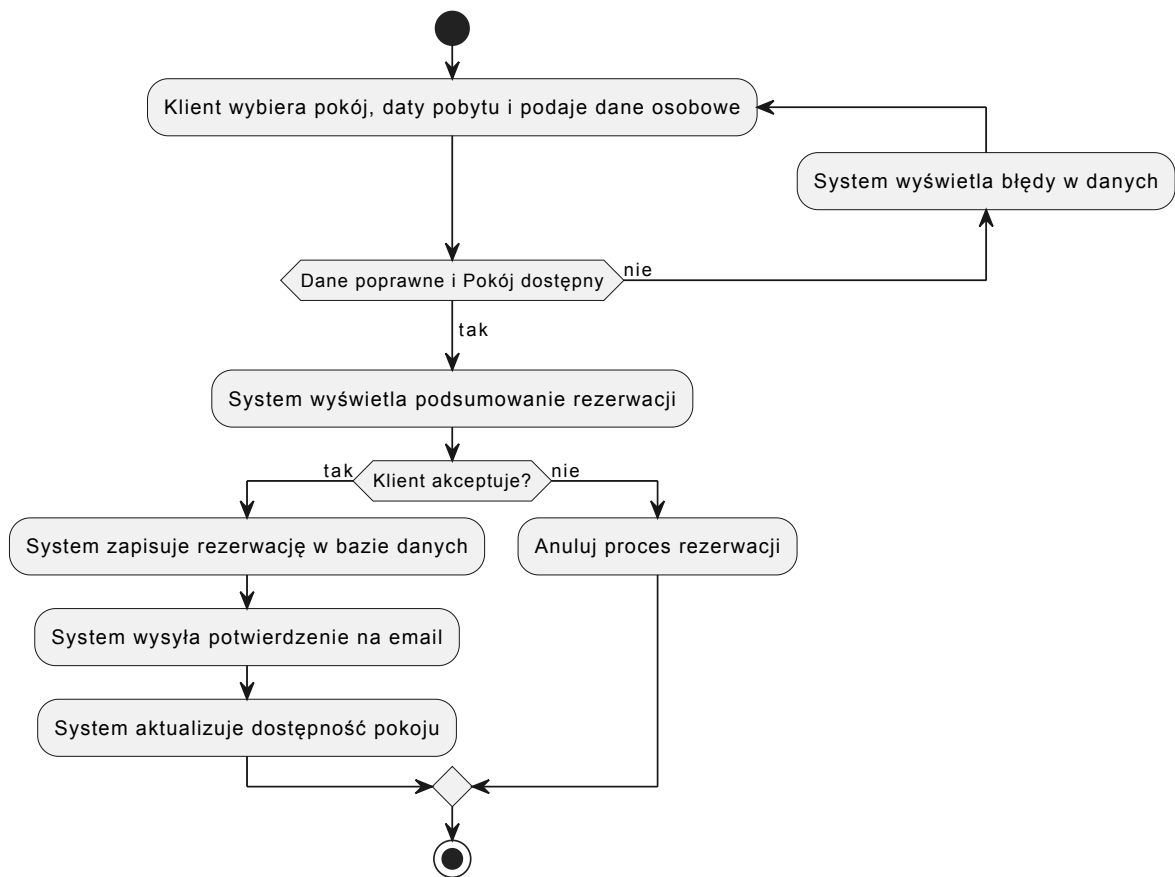 Klient wybiera pokój, daty pobytu i podaje dane osobowe
System wyświetla błędy w danych
Dane poprawne i Pokój dostępny
nie
tak
System wyświetla podsumowanie rezerwacji
tak
Klient akceptuje?
nie
System zapisuje rezerwację w bazie danych
Anuluj proces rezerwacji
System wysyła potwierdzenie na email
System aktualizuje dostępność pokoju